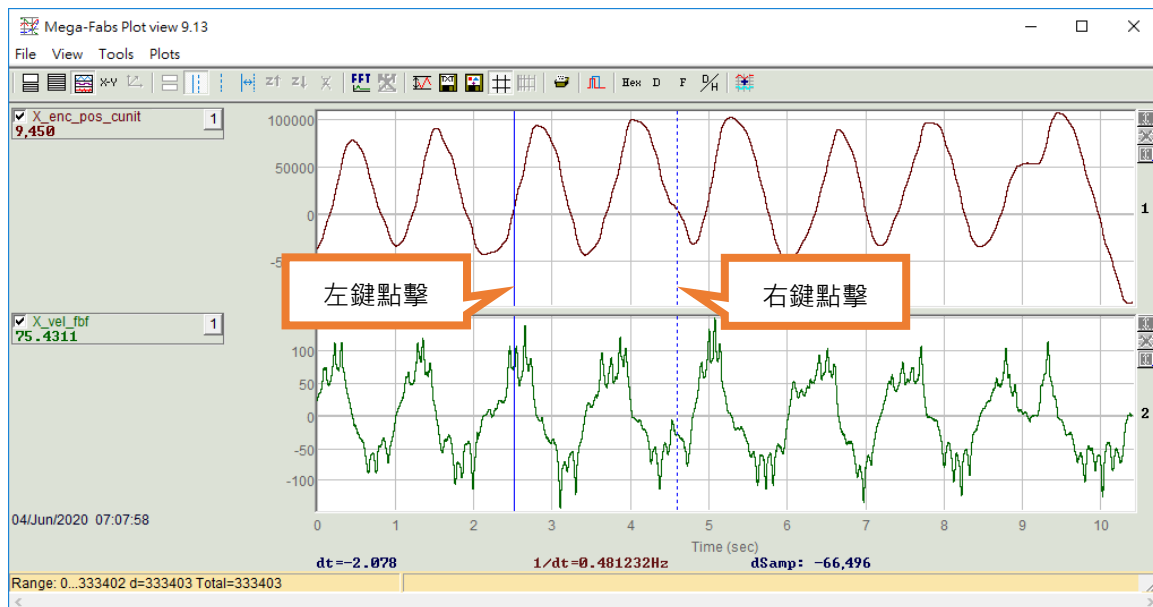 Mega-Fabs Plot view 9.13
File View Tools Plots
X-Y Z↑ Z↓ FFT TXT Hex D F D/H
X_enc_pos_cunit 1
9,450
100000
50000
0
-5
1
左鍵點擊
右鍵點擊
X_vel_fbf 1
75.4311
100
50
0
-50
-100
2
04/Jun/2020 07:07:58
0 1 2 3 4 5 6 7 8 9 10
Time (sec)
dt=-2.078 1/dt=0.481232Hz dSamp: -66,496
Range: 0...333402 d=333403 Total=333403